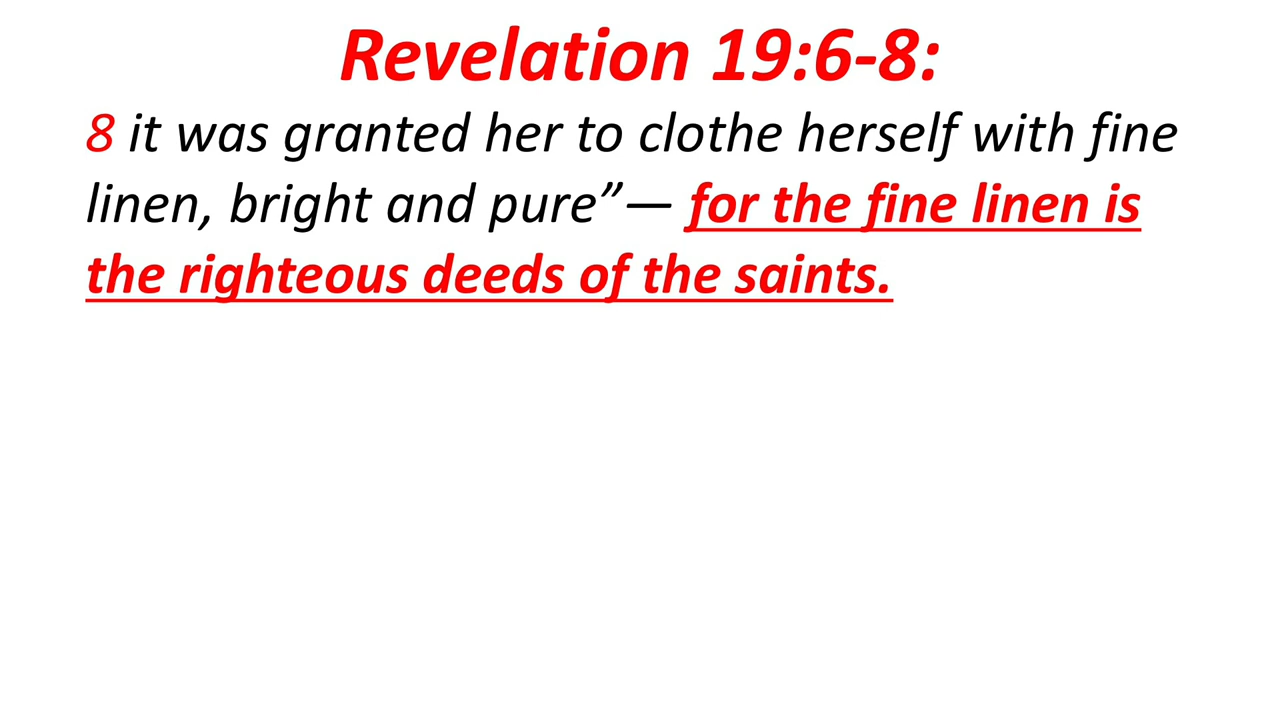 Revelation 19:6-8:
8 it was granted her to clothe herself with fine
linen, bright and pure”— for the fine linen is
the righteous deeds of the saints.